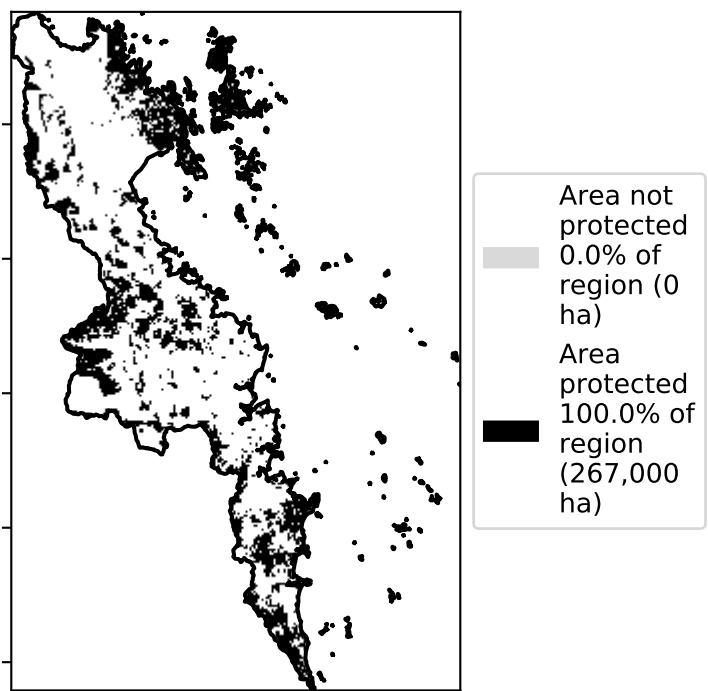 Area not
protected
0.0% of
region (0
ha)
Area
protected
100.0% of
region
(267,000
ha)